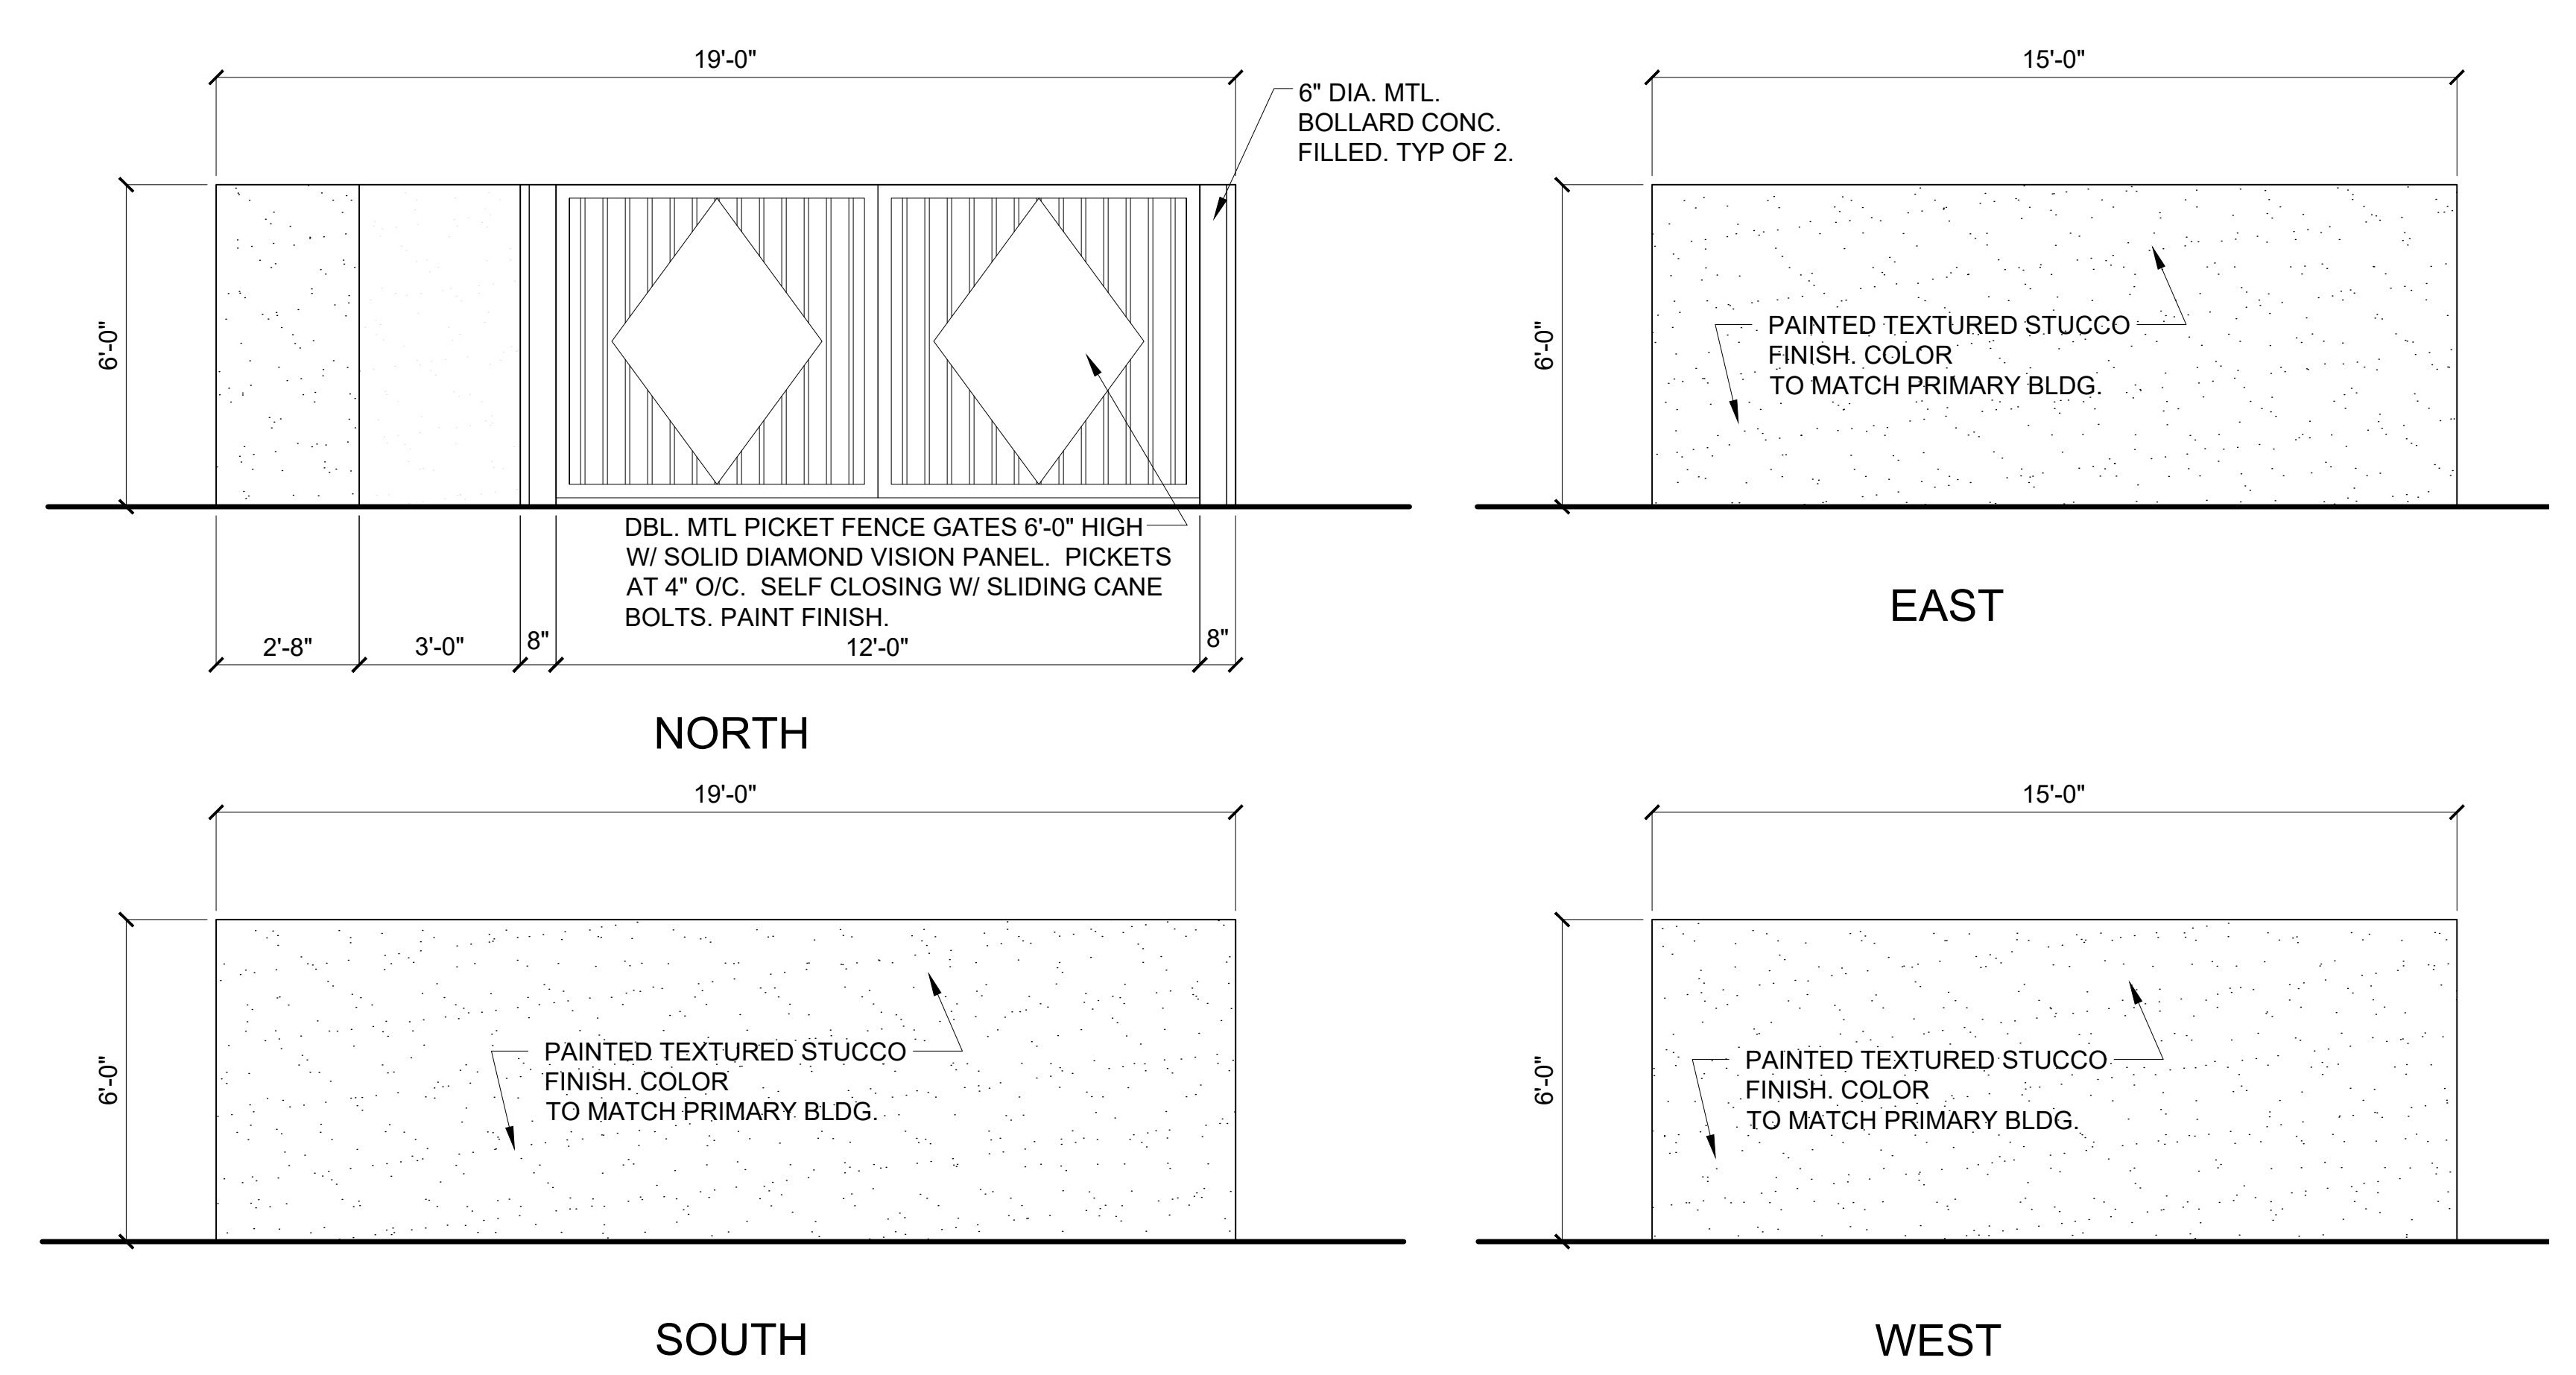 19'-0"
6" DIA. MTL.
BOLLARD CONC.
FILLED. TYP OF 2.
6'-0"
DBL. MTL PICKET FENCE GATES 6'-0" HIGH
W/ SOLID DIAMOND VISION PANEL.  PICKETS
AT 4" O/C.  SELF CLOSING W/ SLIDING CANE
BOLTS. PAINT FINISH.
2'-8"
3'-0"
8"
12'-0"
8"
NORTH
15'-0"
6'-0"
PAINTED TEXTURED STUCCO
FINISH. COLOR
TO MATCH PRIMARY BLDG.
EAST
19'-0"
6'-0"
PAINTED TEXTURED STUCCO
FINISH. COLOR
TO MATCH PRIMARY BLDG.
SOUTH
15'-0"
6'-0"
PAINTED TEXTURED STUCCO
FINISH. COLOR
TO MATCH PRIMARY BLDG.
WEST